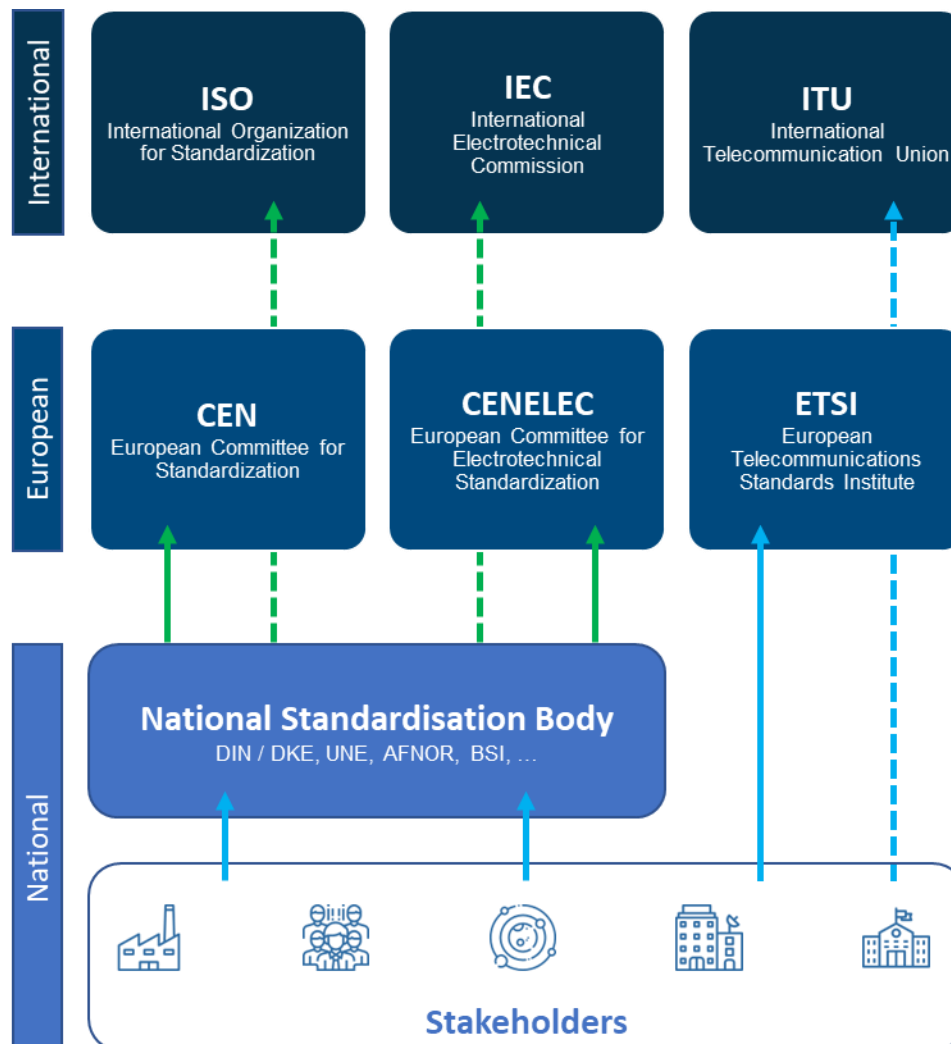 International
ISO
International Organization
for Standardization
IEC
International
Electrotechnical
Commission
ITU
International
Telecommunication Union
European
CEN
European Committee for
Standardization
CENELEC
European Committee for
Electrotechnical
Standardization
ETSI
European
Telecommunications
Standards Institute
National
National Standardisation Body
DIN / DKE, UNE, AFNOR, BSI, ...
Stakeholders